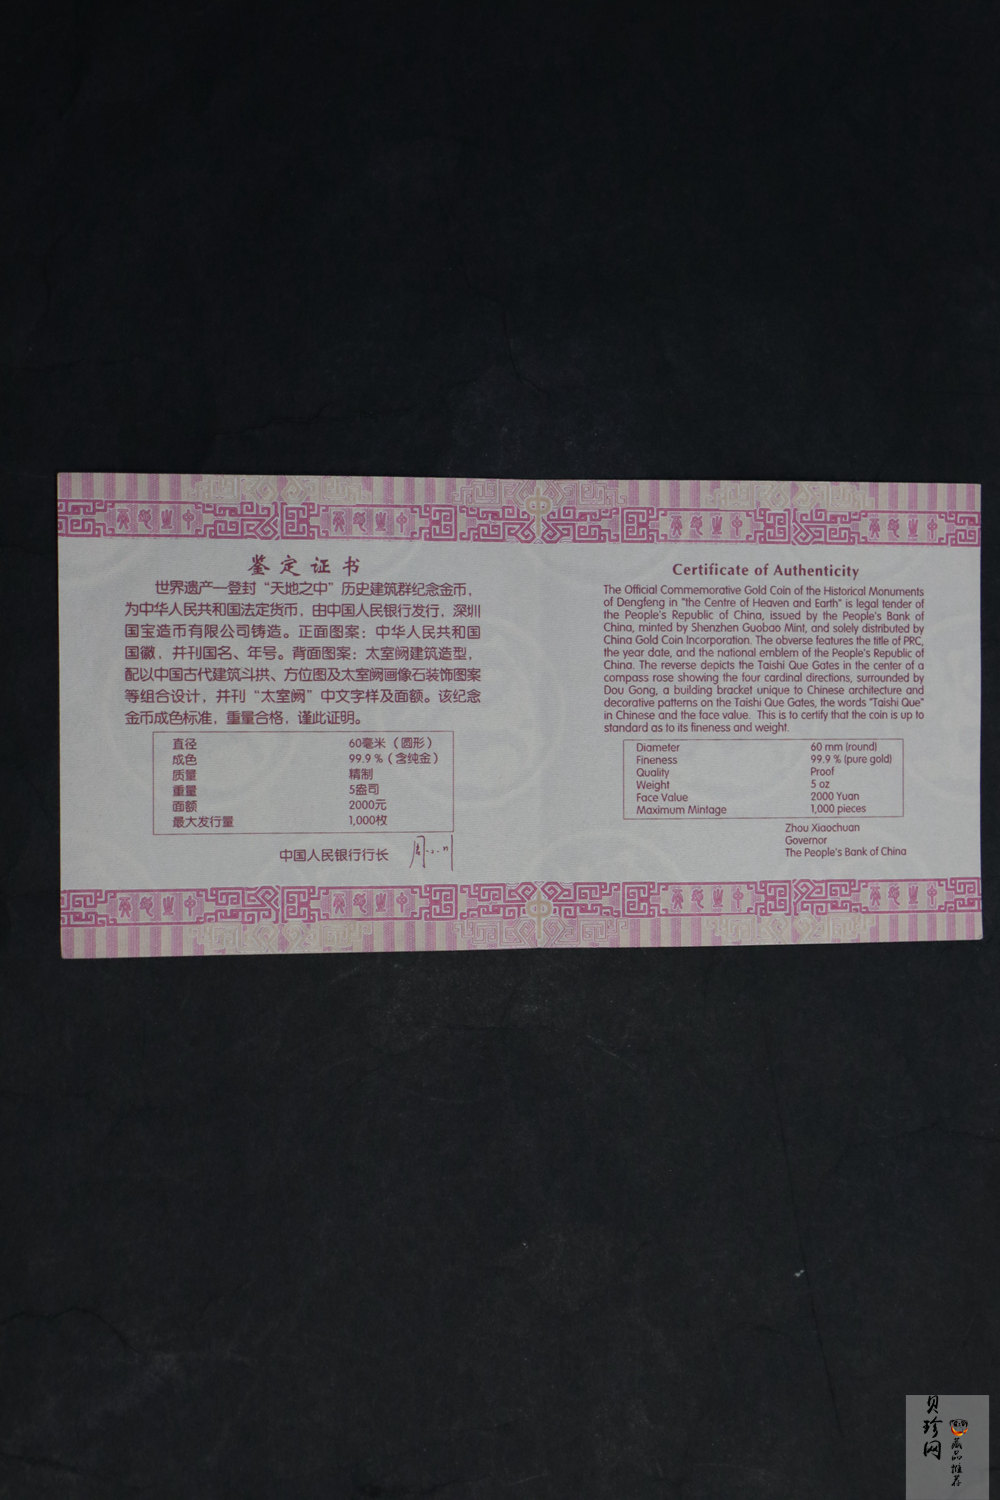 鉴定证书
世界遗产—登封“天地之中”历史建筑群纪念金币，
为中华人民共和国法定货币，由中国人民银行发行，深圳
国宝造币有限公司铸造。正面图案：中华人民共和国
国徽，并刊国名、年号。背面图案：太室阙建筑造型，
配以中国古代建筑斗拱、方位图及太室阙画像石装饰图案
等组合设计，并刊“太室阙”中文字样及面额。该纪念
金币成色标准，重量合格，谨此证明。
直径 60毫米（圆形）
成色 99.9％（含纯金）
质量 精制
重量 5盎司
面额 2000元
最大发行量 1,000枚
中国人民银行行长
Certificate of Authenticity
The Official Commemorative Gold Coin of the Historical Monuments
of Dengfeng in "the Centre of Heaven and Earth" is legal tender of
the People's Republic of China, issued by the People's Bank of
China, minted by Shenzhen Guobao Mint, and solely distributed by
China Gold Coin Incorporation. The obverse features the title of PRC,
the year date, and the national emblem of the People's Republic of
China. The reverse depicts the Taishi Que Gates in the center of a
compass rose showing the four cardinal directions, surrounded by
Dou Gong, a building bracket unique to Chinese architecture and
decorative patterns on the Taishi Que Gates, the words "Taishi Que"
in Chinese and the face value. This is to certify that the coin is up to
standard as to its fineness and weight.
Diameter 60 mm (round)
Fineness 99.9 % (pure gold)
Quality Proof
Weight 5 oz
Face Value 2000 Yuan
Maximum Mintage 1,000 pieces
Zhou Xiaochuan
Governor
The People's Bank of China
贝珍网
藏品推荐